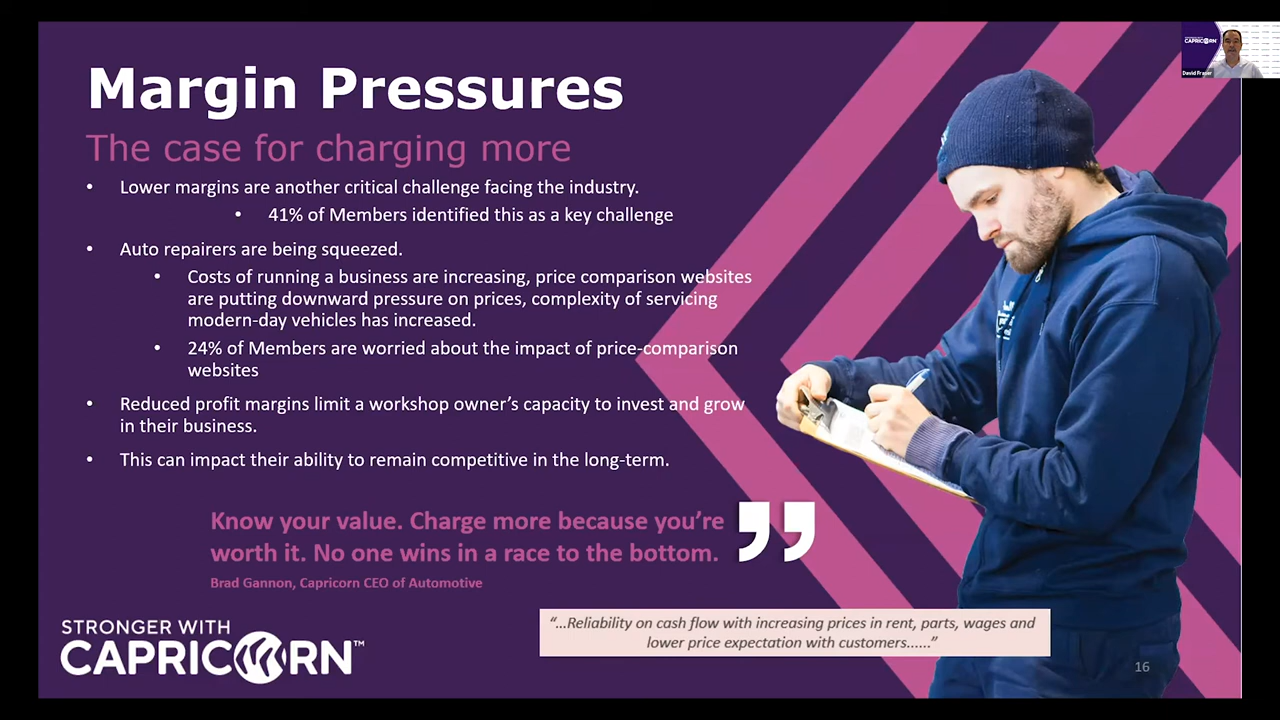 Margin Pressures
The case for charging more
• Lower margins are another critical challenge facing the industry.
• 41% of Members identified this as a key challenge
• Auto repairers are being squeezed.
• Costs of running a business are increasing, price comparison websites
are putting downward pressure on prices, complexity of servicing
modern-day vehicles has increased.
• 24% of Members are worried about the impact of price-comparison
websites
• Reduced profit margins limit a workshop owner’s capacity to invest and grow
in their business.
• This can impact their ability to remain competitive in the long-term.
Know your value. Charge more because you’re
worth it. No one wins in a race to the bottom.
”
Brad Gannon, Capricorn CEO of Automotive
“...Reliability on cash flow with increasing prices in rent, parts, wages and
lower price expectation with customers......”
STRONGER WITH
CAPRICORN™
16
CAPRICORN
David Fraser